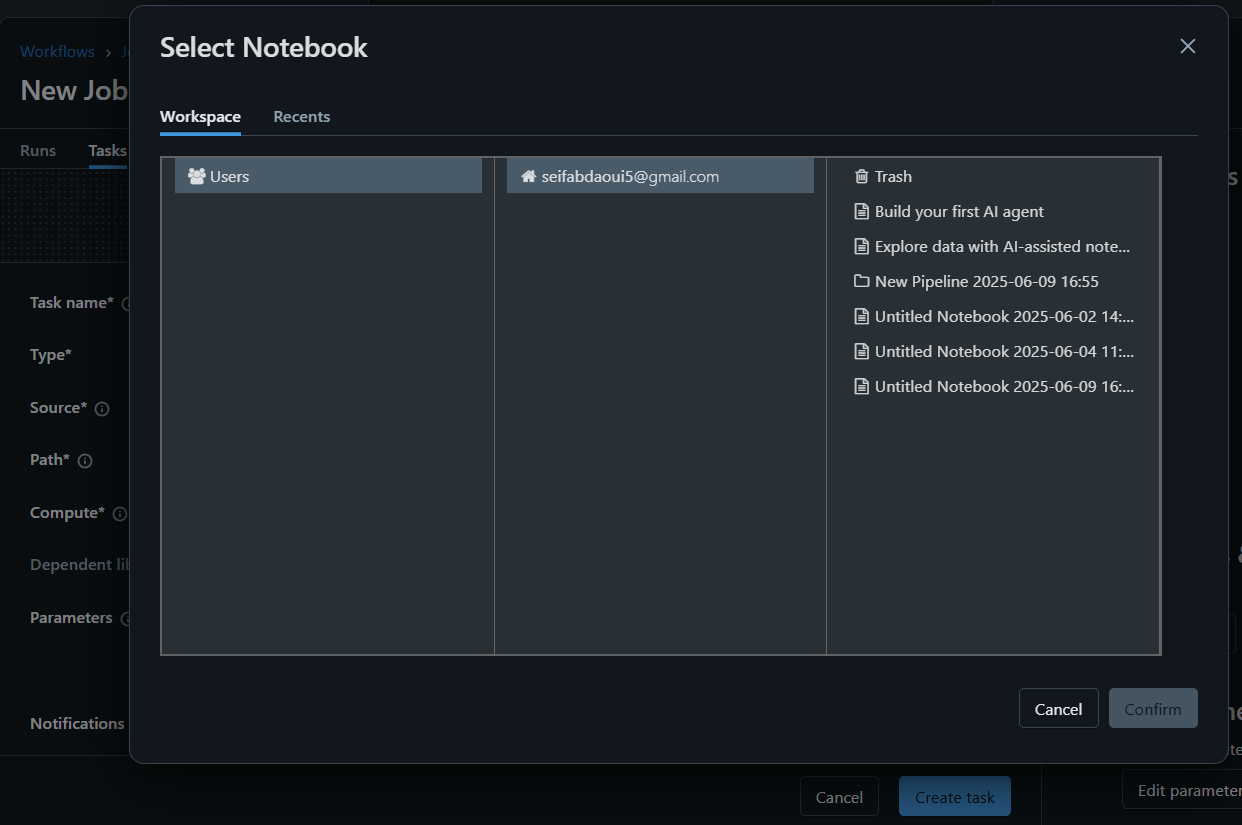 Select Notebook
Workflows
New Job
Workspace
Recents
Runs
Tasks
Users
seifabdaoui5@gmail.com
Trash
Build your first AI agent
Explore data with AI-assisted note...
New Pipeline 2025-06-09 16:55
Untitled Notebook 2025-06-02 14:...
Untitled Notebook 2025-06-04 11:...
Untitled Notebook 2025-06-09 16:...
Task name*
Type*
Source*
Path*
Compute*
Dependent
Parameters
Notifications
Cancel
Confirm
Cancel
Create task
Edit parameter